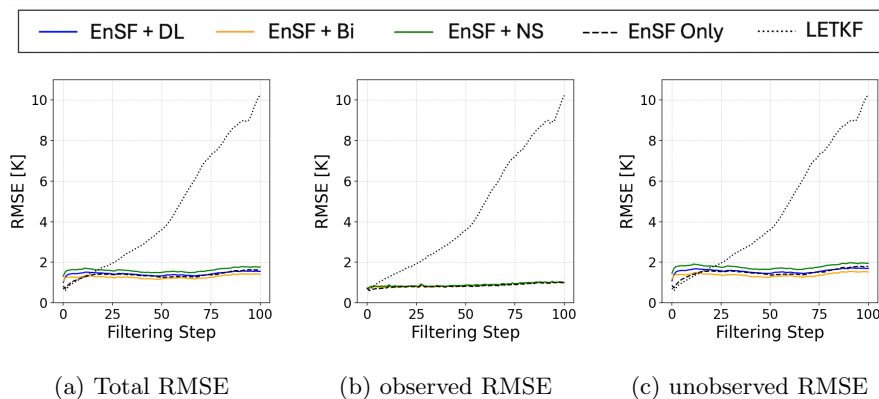 EnSF + DL EnSF + Bi EnSF + NS EnSF Only LETKF
RMSE [K]
10
8
6
4
2
0
0 25 50 75 100
Filtering Step
(a) Total RMSE
RMSE [K]
10
8
6
4
2
0
0 25 50 75 100
Filtering Step
(b) observed RMSE
RMSE [K]
10
8
6
4
2
0
0 25 50 75 100
Filtering Step
(c) unobserved RMSE